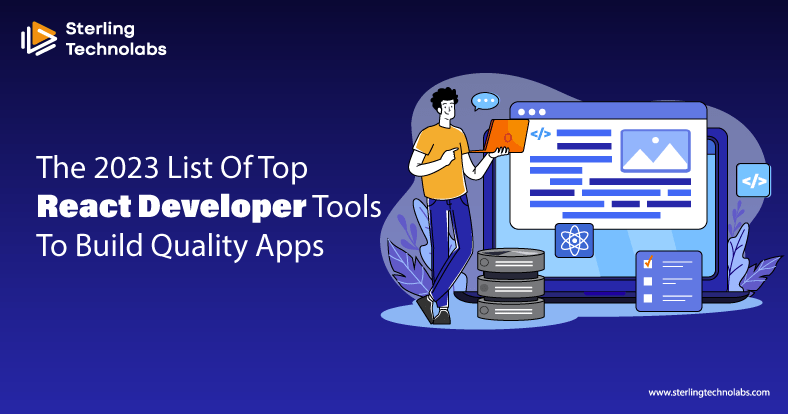 Sterling
Technolabs
The 2023 List Of Top
React Developer Tools
To Build Quality Apps
</>
</>
www.sterlingtechnolabs.com